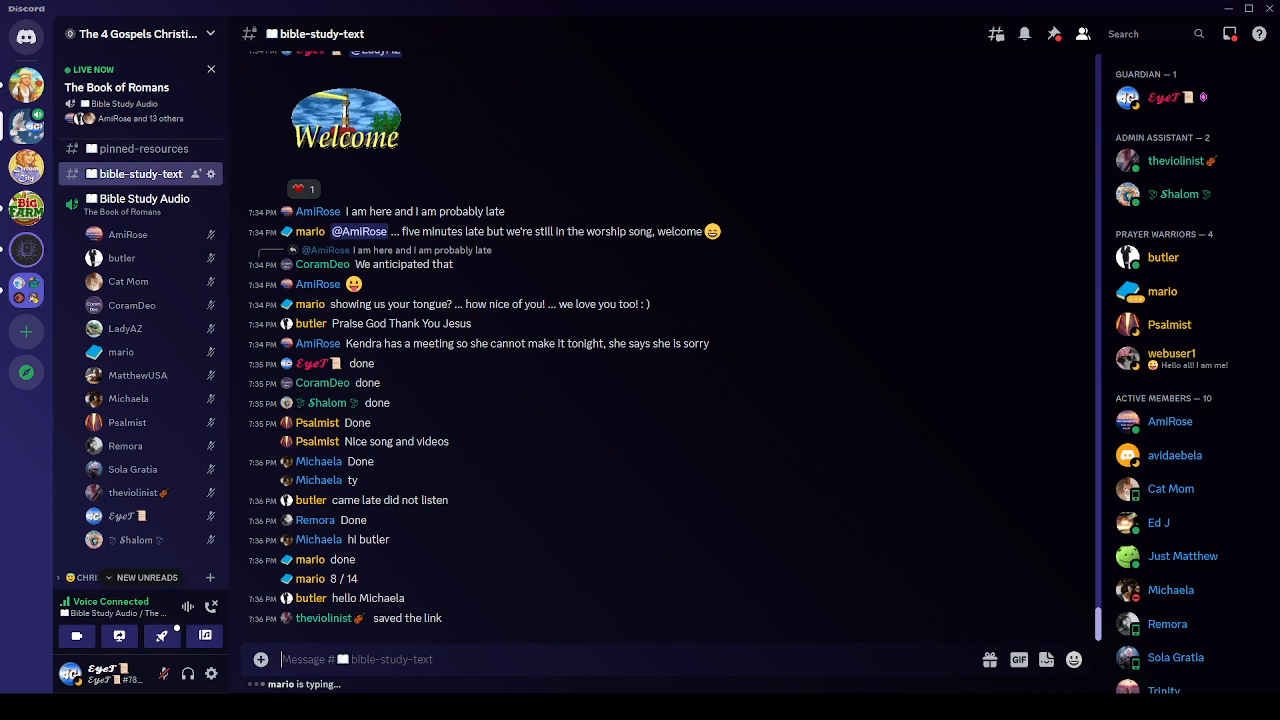 Discord
The 4 Gospels Christi...
LIVE NOW
The Book of Romans
Bible Study Audio
AmiRose and 13 others
pinned-resources
bible-study-text
Bible Study Audio
The Book of Romans
AmiRose
butler
Cat Mom
CoramDeo
LadyAZ
mario
MatthewUSA
Michaela
Psalmist
Remora
Sola Gratia
theviolinist🎻
𝓔𝔂𝓮𝓣📜
🕊 𝓢halom 🕊
CHRI
NEW UNREADS
Voice Connected
Bible Study Audio / The ...
𝓔𝔂𝓮𝓣📜
𝓔𝔂𝓮𝓣📜#78...
bible-study-text
Search
7:34 PM 𝓔𝔂𝓮𝓣📜 @LadyAZ
Welcome
❤️ 1
7:34 PM AmiRose I am here and I am probably late
7:34 PM mario @AmiRose ... five minutes late but we're still in the worship song, welcome 😄
@AmiRose I am here and I am probably late
7:34 PM CoramDeo We anticipated that
7:34 PM AmiRose 😛
7:34 PM mario showing us your tongue? ... how nice of you! ... we love you too! : )
7:34 PM butler Praise God Thank You Jesus
7:34 PM AmiRose Kendra has a meeting so she cannot make it tonight, she says she is sorry
7:35 PM 𝓔𝔂𝓮𝓣📜 done
7:35 PM CoramDeo done
7:35 PM 🕊 𝓢halom 🕊 done
7:35 PM Psalmist Done
Psalmist Nice song and videos
7:36 PM Michaela Done
Michaela ty
7:36 PM butler came late did not listen
7:36 PM Remora Done
7:36 PM Michaela hi butler
7:36 PM mario done
mario 8 / 14
7:36 PM butler hello Michaela
7:36 PM theviolinist🎻 saved the link
Message #📖bible-study-text
GIF
mario is typing...
GUARDIAN — 1
𝓔𝔂𝓮𝓣📜
ADMIN ASSISTANT — 2
theviolinist🎻
🕊 𝓢halom 🕊
PRAYER WARRIORS — 4
butler
mario
Psalmist
webuser1
😜 Hello all! I am me!
ACTIVE MEMBERS — 10
AmiRose
avidaebela
Cat Mom
Ed J
Just Matthew
Michaela
Remora
Sola Gratia
Trinity